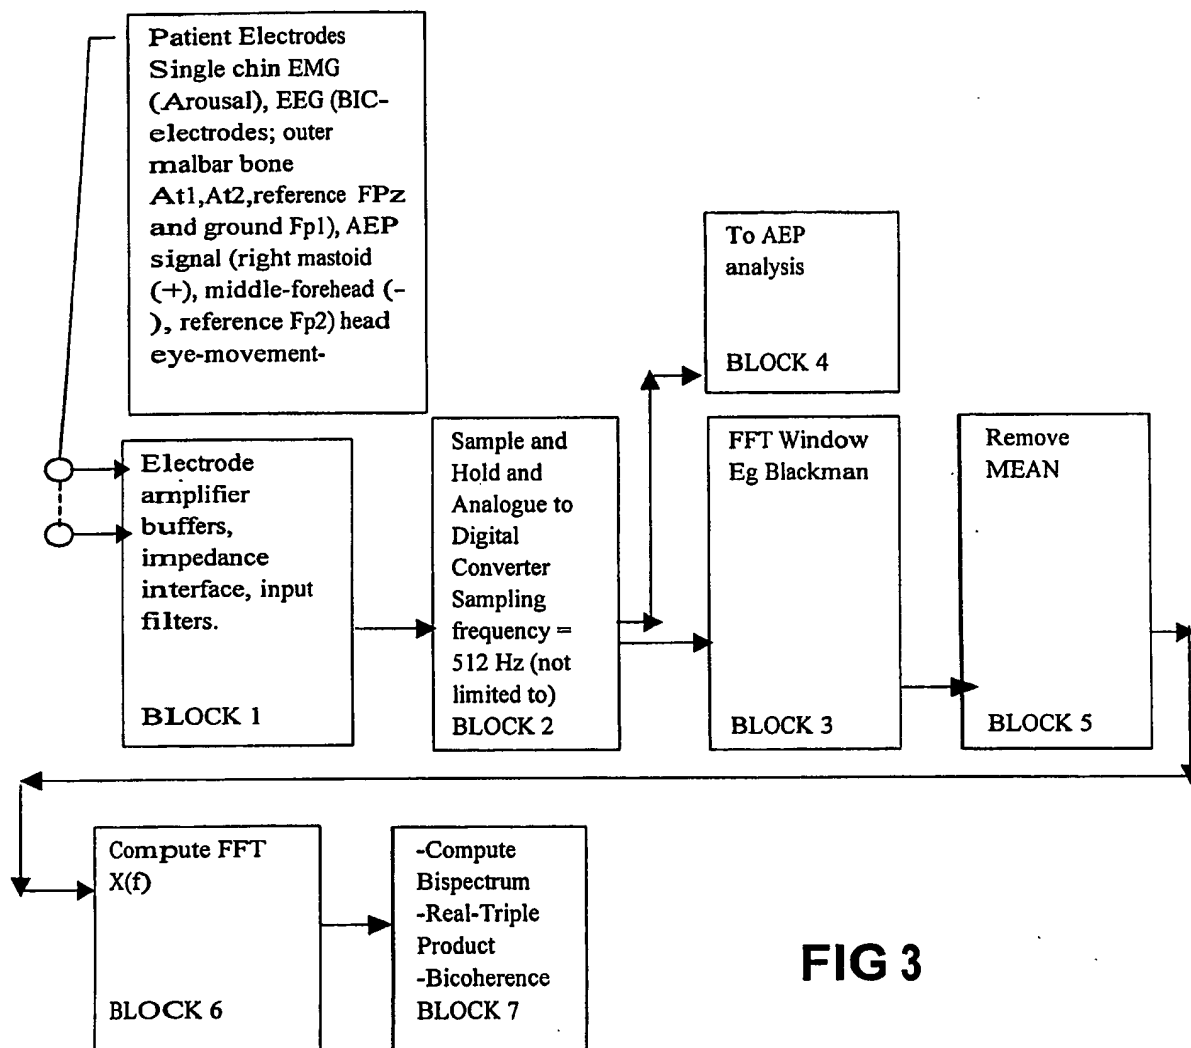 Patient Electrodes
Single chin EMG
(Arousal), EEG (BIC-
electrodes; outer
malbar bone
At1,At2,reference FPz
and ground Fp1), AEP
signal (right mastoid
(+), middle-forehead (-
), reference Fp2) head
eye-movement-
Electrode
amplifier
buffers,
impedance
interface, input
filters.
BLOCK 1
Sample and
Hold and
Analogue to
Digital
Converter
Sampling
frequency =
512 Hz (not
limited to)
BLOCK 2
To AEP
analysis
BLOCK 4
FFT Window
Eg Blackman
BLOCK 3
Remove
MEAN
BLOCK 5
Compute FFT
X(f)
BLOCK 6
-Compute
Bispectrum
-Real-Triple
Product
-Bicoherence
BLOCK 7
FIG 3